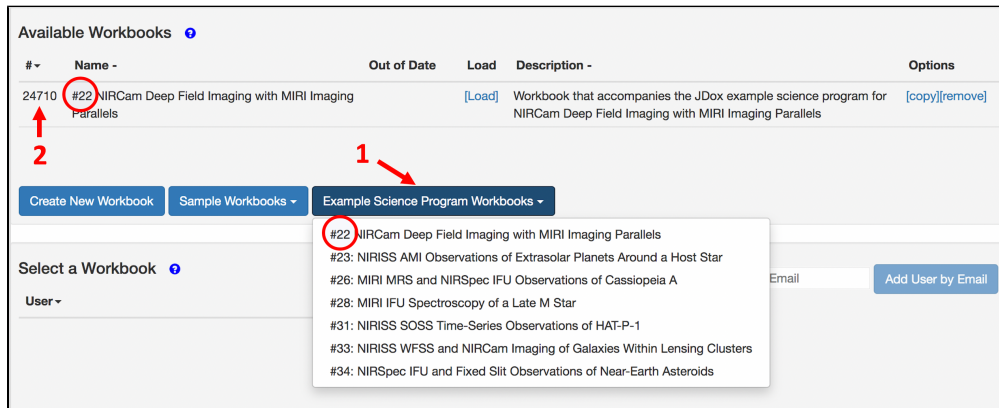 Available Workbooks ?
# Name - Out of Date Load Description - Options
24710 #22 NIRCam Deep Field Imaging with MIRI Imaging [Load] Workbook that accompanies the JDox example science program for [copy][remove]
Parallels NIRCam Deep Field Imaging with MIRI Imaging Parallels
2
1
Create New Workbook Sample Workbooks Example Science Program Workbooks
#22 NIRCam Deep Field Imaging with MIRI Imaging Parallels
#23: NIRISS AMI Observations of Extrasolar Planets Around a Host Star
Select a Workbook ?
#26: MIRI MRS and NIRSpec IFU Observations of Cassiopeia A
Email Add User by Email
User
#28: MIRI IFU Spectroscopy of a Late M Star
#31: NIRISS SOSS Time-Series Observations of HAT-P-1
#33: NIRISS WFSS and NIRCam Imaging of Galaxies Within Lensing Clusters
#34: NIRSpec IFU and Fixed Slit Observations of Near-Earth Asteroids